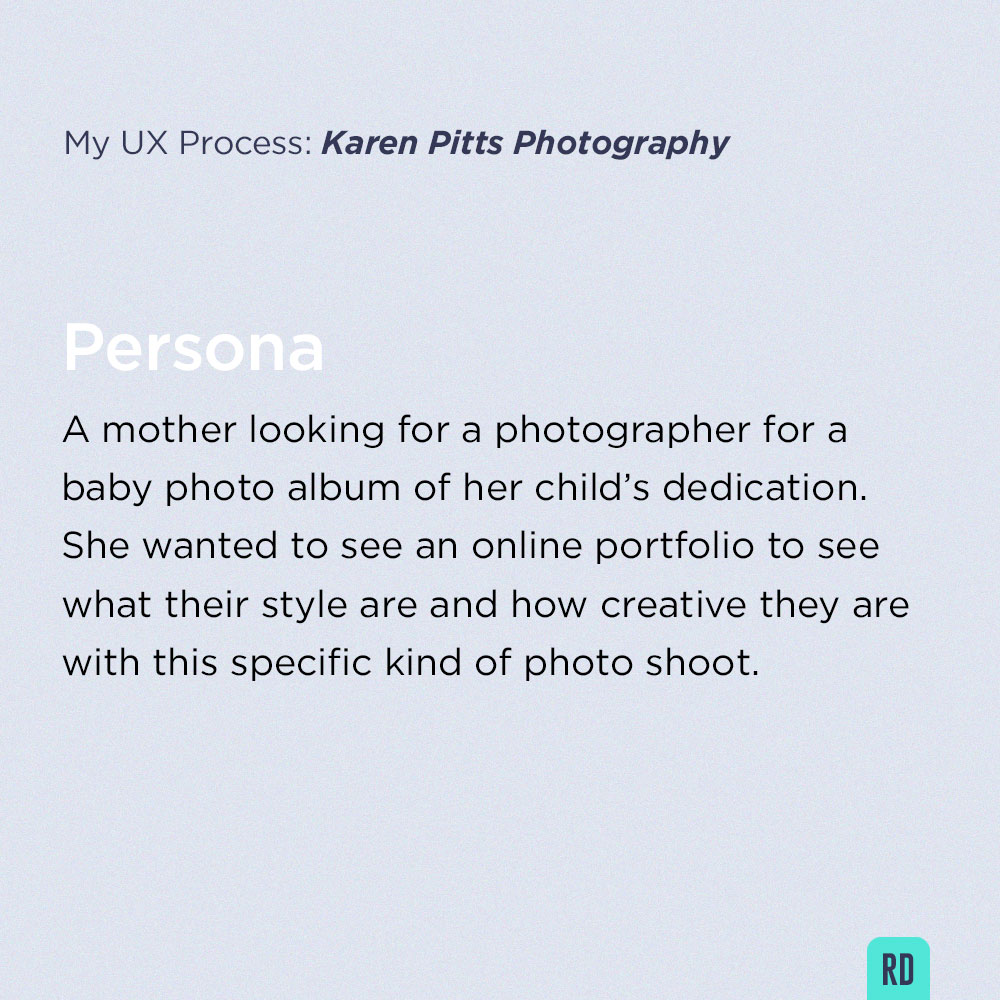 My UX Process: Karen Pitts Photography
Persona
A mother looking for a photographer for a
baby photo album of her child’s dedication.
She wanted to see an online portfolio to see
what their style are and how creative they are
with this specific kind of photo shoot.
RD